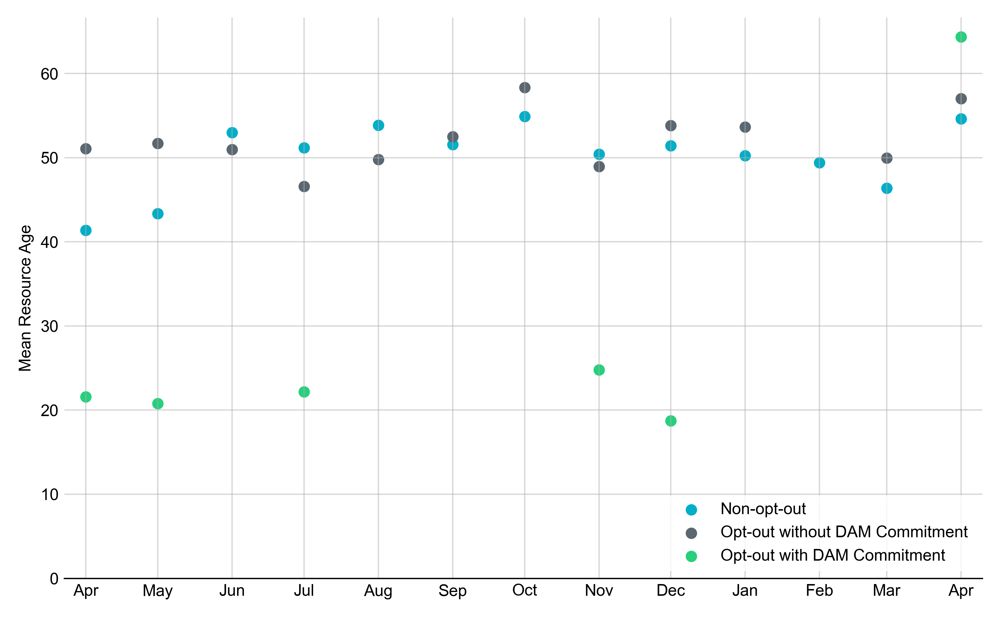 Mean Resource Age
60
50
40
30
20
10
0
Apr May Jun Jul Aug Sep Oct Nov Dec Jan Feb Mar Apr
Non-opt-out
Opt-out without DAM Commitment
Opt-out with DAM Commitment